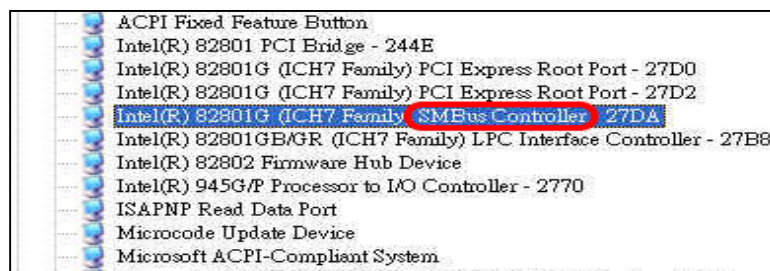 ACPI Fixed Feature Button
Intel(R) 82801 PCI Bridge - 244E
Intel(R) 82801G (ICH7 Family) PCI Express Root Port - 27D0
Intel(R) 82801G (ICH7 Family) PCI Express Root Port - 27D2
Intel(R) 82801G (ICH7 Family) SMBus Controller - 27DA
Intel(R) 82801GB/GR (ICH7 Family) LPC Interface Controller - 27B8
Intel(R) 82802 Firmware Hub Device
Intel(R) 945G/P Processor to I/O Controller - 2770
ISAPNP Read Data Port
Microcode Update Device
Microsoft ACPI-Compliant System